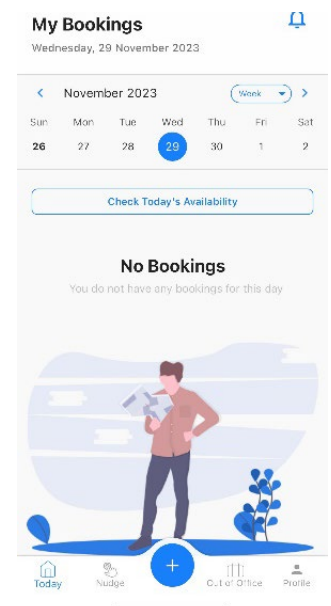 My Bookings
Wednesday, 29 November 2023
November 2023
Week
Sun Mon Tue Wed Thu Fri Sat
26 27 28 29 30 1 2
Check Today's Availability
No Bookings
You do not have any bookings for this day
Today Nudge Out of Office Profile